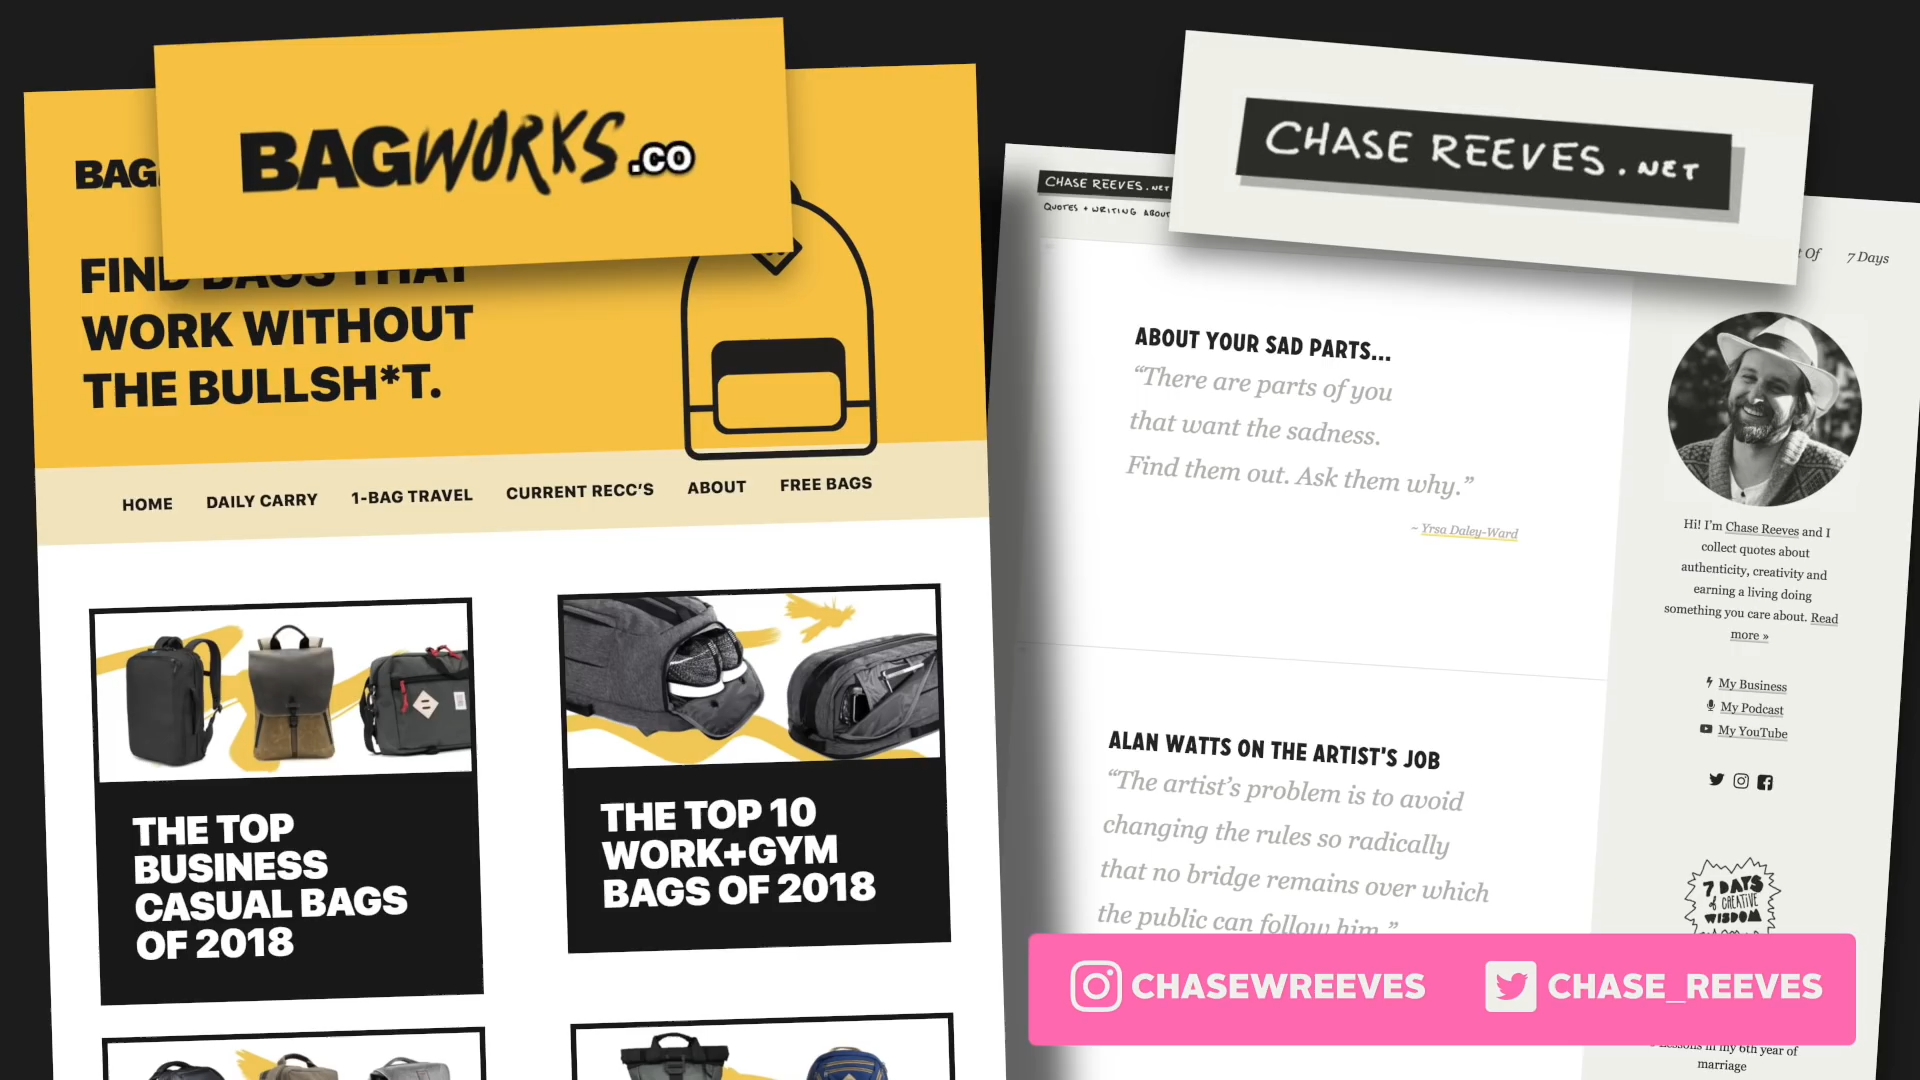 BAGWORKS.CO
BAG
FIND BAGS THAT
WORK WITHOUT
THE BULLSH*T.
HOME DAILY CARRY 1-BAG TRAVEL CURRENT RECC'S ABOUT FREE BAGS
THE TOP
BUSINESS
CASUAL BAGS
OF 2018
THE TOP 10
WORK+GYM
BAGS OF 2018
CHASE REEVES.NET
CHASE REEVES.NET
QUOTES + WRITING ABOUT
Of 7 Days
ABOUT YOUR SAD PARTS...
“There are parts of you
that want the sadness.
Find them out. Ask them why.”
~ Yrsa Daley-Ward
ALAN WATTS ON THE ARTIST'S JOB
“The artist’s problem is to avoid
changing the rules so radically
that no bridge remains over which
the public can follow him.”
Hi! I’m Chase Reeves and I
collect quotes about
authenticity, creativity and
earning a living doing
something you care about. Read
more »
My Business
My Podcast
My YouTube
7 DAYS
of CREATIVE
WISDOM
CHASEWREEVES CHASE_REEVES
Lessons in my 6th year of
marriage